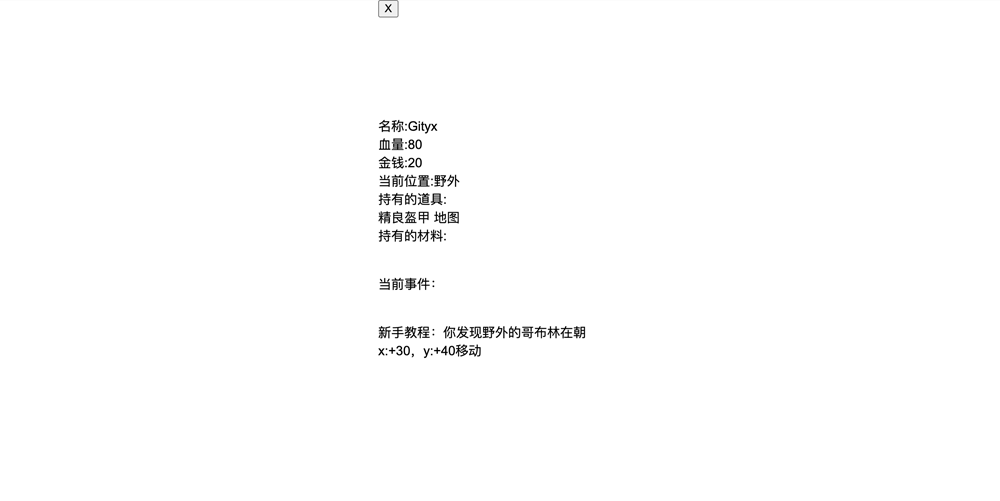 X
名称:Gityx
血量:80
金钱:20
当前位置:野外
持有的道具:
精良盔甲 地图
持有的材料:
当前事件：
新手教程：你发现野外的哥布林在朝
x:+30，y:+40移动